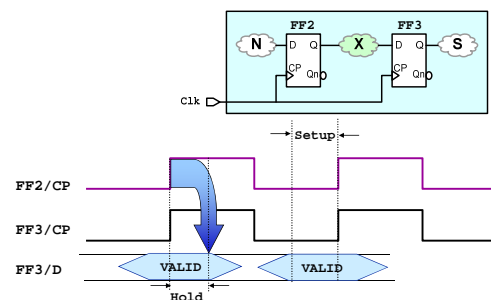 FF2 FF3
N D Q X D Q S
CP Qn CP Qn
Clk
Setup
FF2/CP
FF3/CP
FF3/D VALID VALID
Hold